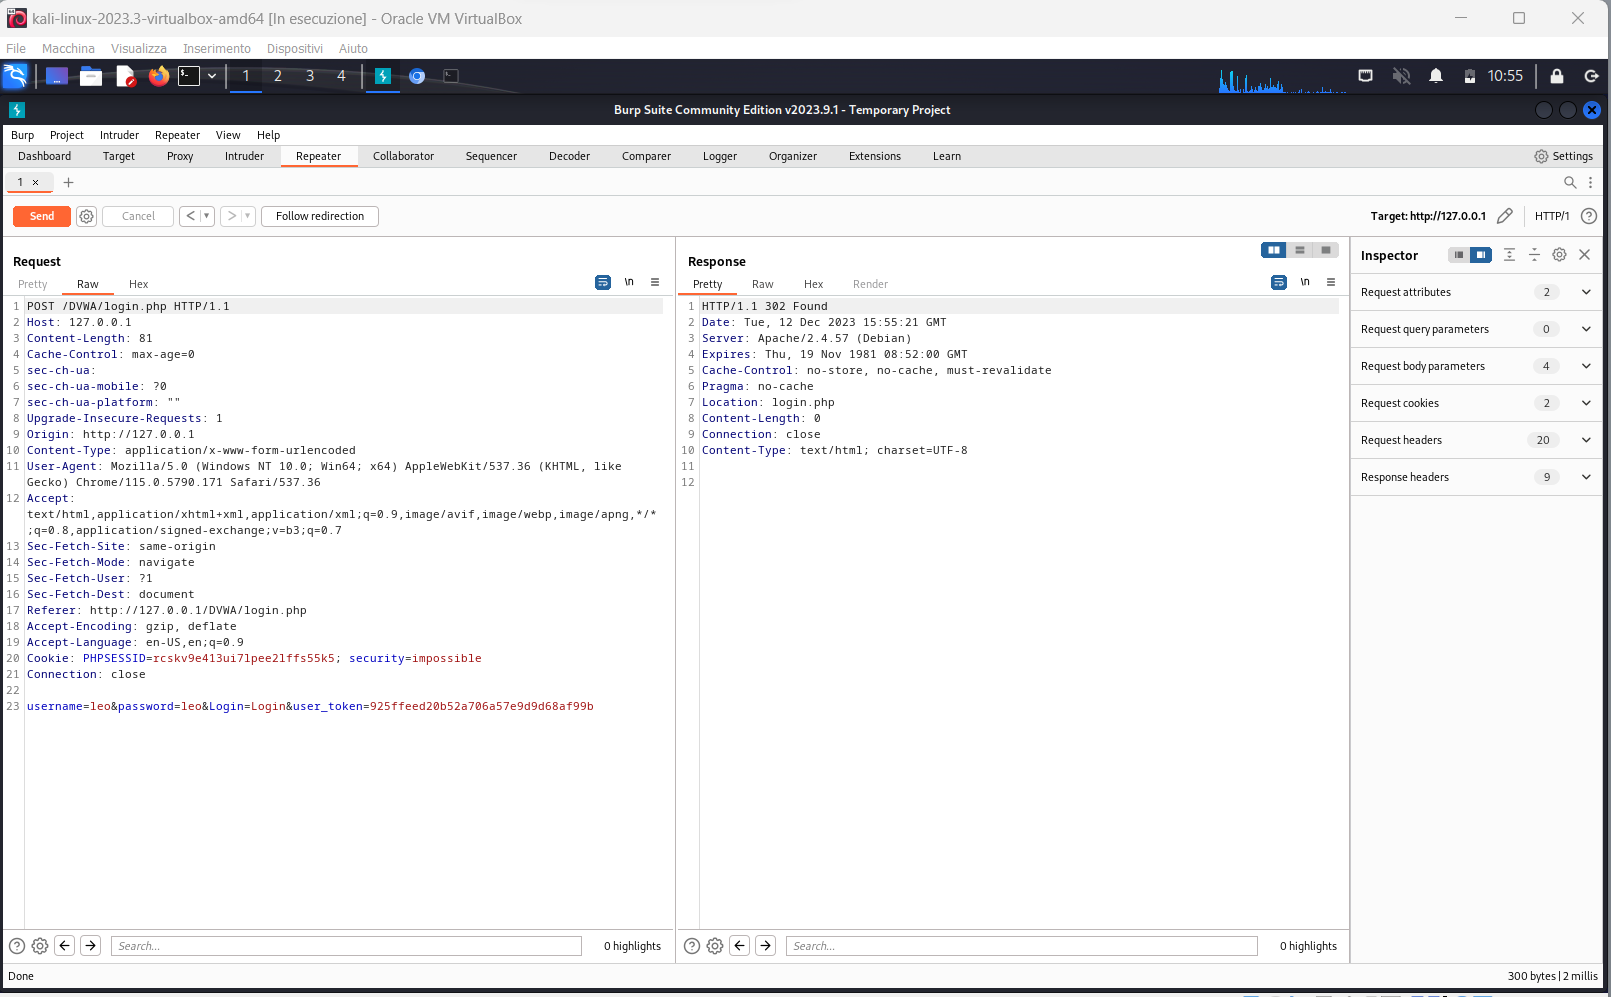 kali-linux-2023.3-virtualbox-amd64 [In esecuzione] - Oracle VM VirtualBox
File Macchina Visualizza Inserimento Dispositivi Aiuto
1 2 3 4 10:55
Burp Suite Community Edition v2023.9.1 - Temporary Project
Burp Project Intruder Repeater View Help
Dashboard Target Proxy Intruder Repeater Collaborator Sequencer Decoder Comparer Logger Organizer Extensions Learn Settings
1 × +
Send Cancel < > Follow redirection Target: http://127.0.0.1 HTTP/1 ?
Request
Pretty Raw Hex \n
1 POST /DVWA/login.php HTTP/1.1
2 Host: 127.0.0.1
3 Content-Length: 81
4 Cache-Control: max-age=0
5 sec-ch-ua:
6 sec-ch-ua-mobile: ?0
7 sec-ch-ua-platform: ""
8 Upgrade-Insecure-Requests: 1
9 Origin: http://127.0.0.1
10 Content-Type: application/x-www-form-urlencoded
11 User-Agent: Mozilla/5.0 (Windows NT 10.0; Win64; x64) AppleWebKit/537.36 (KHTML, like
Gecko) Chrome/115.0.5790.171 Safari/537.36
12 Accept:
text/html,application/xhtml+xml,application/xml;q=0.9,image/avif,image/webp,image/apng,*/*
;q=0.8,application/signed-exchange;v=b3;q=0.7
13 Sec-Fetch-Site: same-origin
14 Sec-Fetch-Mode: navigate
15 Sec-Fetch-User: ?1
16 Sec-Fetch-Dest: document
17 Referer: http://127.0.0.1/DVWA/login.php
18 Accept-Encoding: gzip, deflate
19 Accept-Language: en-US,en;q=0.9
20 Cookie: PHPSESSID=rcskv9e413ui7lpee2lffs55k5; security=impossible
21 Connection: close
22
23 username=leo&password=leo&Login=Login&user_token=925ffeed20b52a706a57e9d9d68af99b
Search... 0 highlights
Response
Pretty Raw Hex Render \n
1 HTTP/1.1 302 Found
2 Date: Tue, 12 Dec 2023 15:55:21 GMT
3 Server: Apache/2.4.57 (Debian)
4 Expires: Thu, 19 Nov 1981 08:52:00 GMT
5 Cache-Control: no-store, no-cache, must-revalidate
6 Pragma: no-cache
7 Location: login.php
8 Content-Length: 0
9 Connection: close
10 Content-Type: text/html; charset=UTF-8
11
12
Search... 0 highlights
Inspector
Request attributes 2
Request query parameters 0
Request body parameters 4
Request cookies 2
Request headers 20
Response headers 9
Done 300 bytes | 2 millis